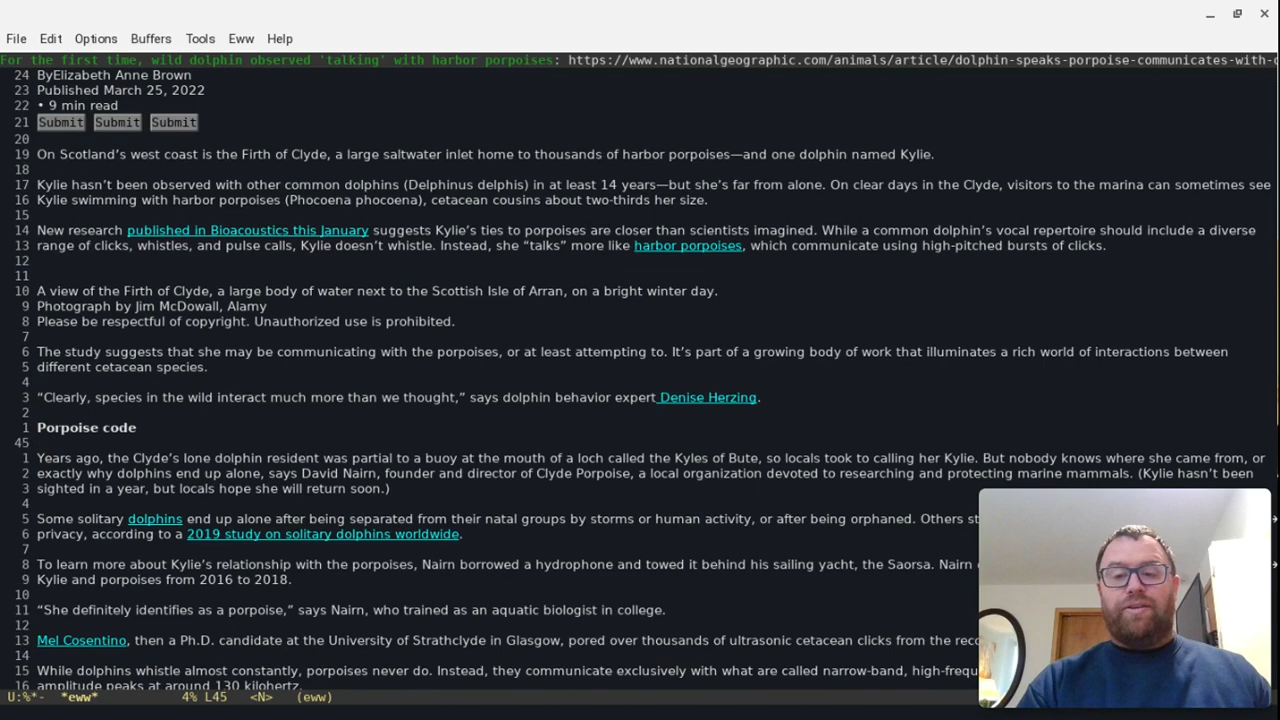 File Edit Options Buffers Tools Eww Help
For the first time, wild dolphin observed 'talking' with harbor porpoises: https://www.nationalgeographic.com/animals/article/dolphin-speaks-porpoise-communicates-with-
24 ByElizabeth Anne Brown
23 Published March 25, 2022
22 • 9 min read
21 Submit Submit Submit
20
19 On Scotland’s west coast is the Firth of Clyde, a large saltwater inlet home to thousands of harbor porpoises—and one dolphin named Kylie.
18
17 Kylie hasn’t been observed with other common dolphins (Delphinus delphis) in at least 14 years—but she’s far from alone. On clear days in the Clyde, visitors to the marina can sometimes see
16 Kylie swimming with harbor porpoises (Phocoena phocoena), cetacean cousins about two-thirds her size.
15
14 New research published in Bioacoustics this January suggests Kylie’s ties to porpoises are closer than scientists imagined. While a common dolphin’s vocal repertoire should include a diverse
13 range of clicks, whistles, and pulse calls, Kylie doesn’t whistle. Instead, she “talks” more like harbor porpoises, which communicate using high-pitched bursts of clicks.
12
11
10 A view of the Firth of Clyde, a large body of water next to the Scottish Isle of Arran, on a bright winter day.
9 Photograph by Jim McDowall, Alamy
8 Please be respectful of copyright. Unauthorized use is prohibited.
7
6 The study suggests that she may be communicating with the porpoises, or at least attempting to. It’s part of a growing body of work that illuminates a rich world of interactions between
5 different cetacean species.
4
3 “Clearly, species in the wild interact much more than we thought,” says dolphin behavior expert Denise Herzing.
2
1 Porpoise code
45
1 Years ago, the Clyde’s lone dolphin resident was partial to a buoy at the mouth of a loch called the Kyles of Bute, so locals took to calling her Kylie. But nobody knows where she came from, or
2 exactly why dolphins end up alone, says David Nairn, founder and director of Clyde Porpoise, a local organization devoted to researching and protecting marine mammals. (Kylie hasn’t been
3 sighted in a year, but locals hope she will return soon.)
4
5 Some solitary dolphins end up alone after being separated from their natal groups by storms or human activity, or after being orphaned. Others
6 privacy, according to a 2019 study on solitary dolphins worldwide.
7
8 To learn more about Kylie’s relationship with the porpoises, Nairn borrowed a hydrophone and towed it behind his sailing yacht, the Saorsa. Nairn
9 Kylie and porpoises from 2016 to 2018.
10
11 “She definitely identifies as a porpoise,” says Nairn, who trained as an aquatic biologist in college.
12
13 Mel Cosentino, then a Ph.D. candidate at the University of Strathclyde in Glasgow, pored over thousands of ultrasonic cetacean clicks from the
14
15 While dolphins whistle almost constantly, porpoises never do. Instead, they communicate exclusively with what are called narrow-band,
16 amplitude peaks at around 130 kilohertz.
U:%*- *eww* 4% L45 <N> (eww)